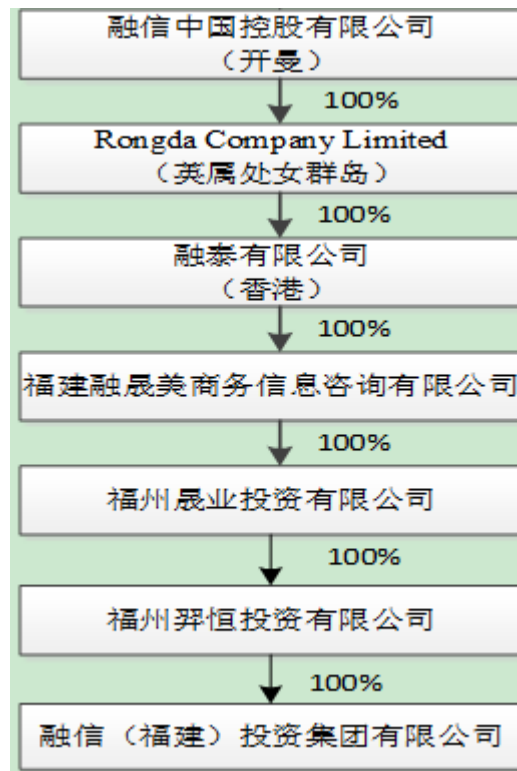 融信中国控股有限公司
（开曼）
100%
Rongda Company Limited
（英属处女群岛）
100%
融泰有限公司
（香港）
100%
福建融晟美商务信息咨询有限公司
100%
福州晟业投资有限公司
100%
福州羿恒投资有限公司
100%
融信（福建）投资集团有限公司